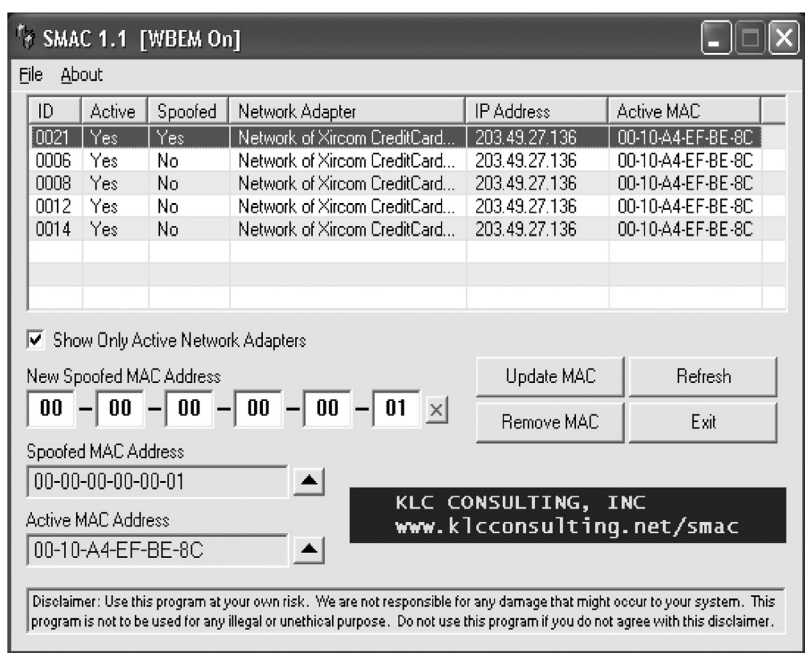 SMAC 1.1 [WBEM On]
File About
ID Active Spoofed Network Adapter IP Address Active MAC
0021 Yes Yes Network of Xircom CreditCard... 203.49.27.136 00-10-A4-EF-BE-8C
0006 Yes No Network of Xircom CreditCard... 203.49.27.136 00-10-A4-EF-BE-8C
0008 Yes No Network of Xircom CreditCard... 203.49.27.136 00-10-A4-EF-BE-8C
0012 Yes No Network of Xircom CreditCard... 203.49.27.136 00-10-A4-EF-BE-8C
0014 Yes No Network of Xircom CreditCard... 203.49.27.136 00-10-A4-EF-BE-8C
Show Only Active Network Adapters
New Spoofed MAC Address
00 - 00 - 00 - 00 - 00 - 01 X
Update MAC Refresh
Remove MAC Exit
Spoofed MAC Address
00-00-00-00-00-01
Active MAC Address
00-10-A4-EF-BE-8C
KLC CONSULTING, INC
www.klcconsulting.net/smac
Disclaimer: Use this program at your own risk. We are not responsible for any damage that might occur to your system. This
program is not to be used for any illegal or unethical purpose. Do not use this program if you do not agree with this disclaimer.